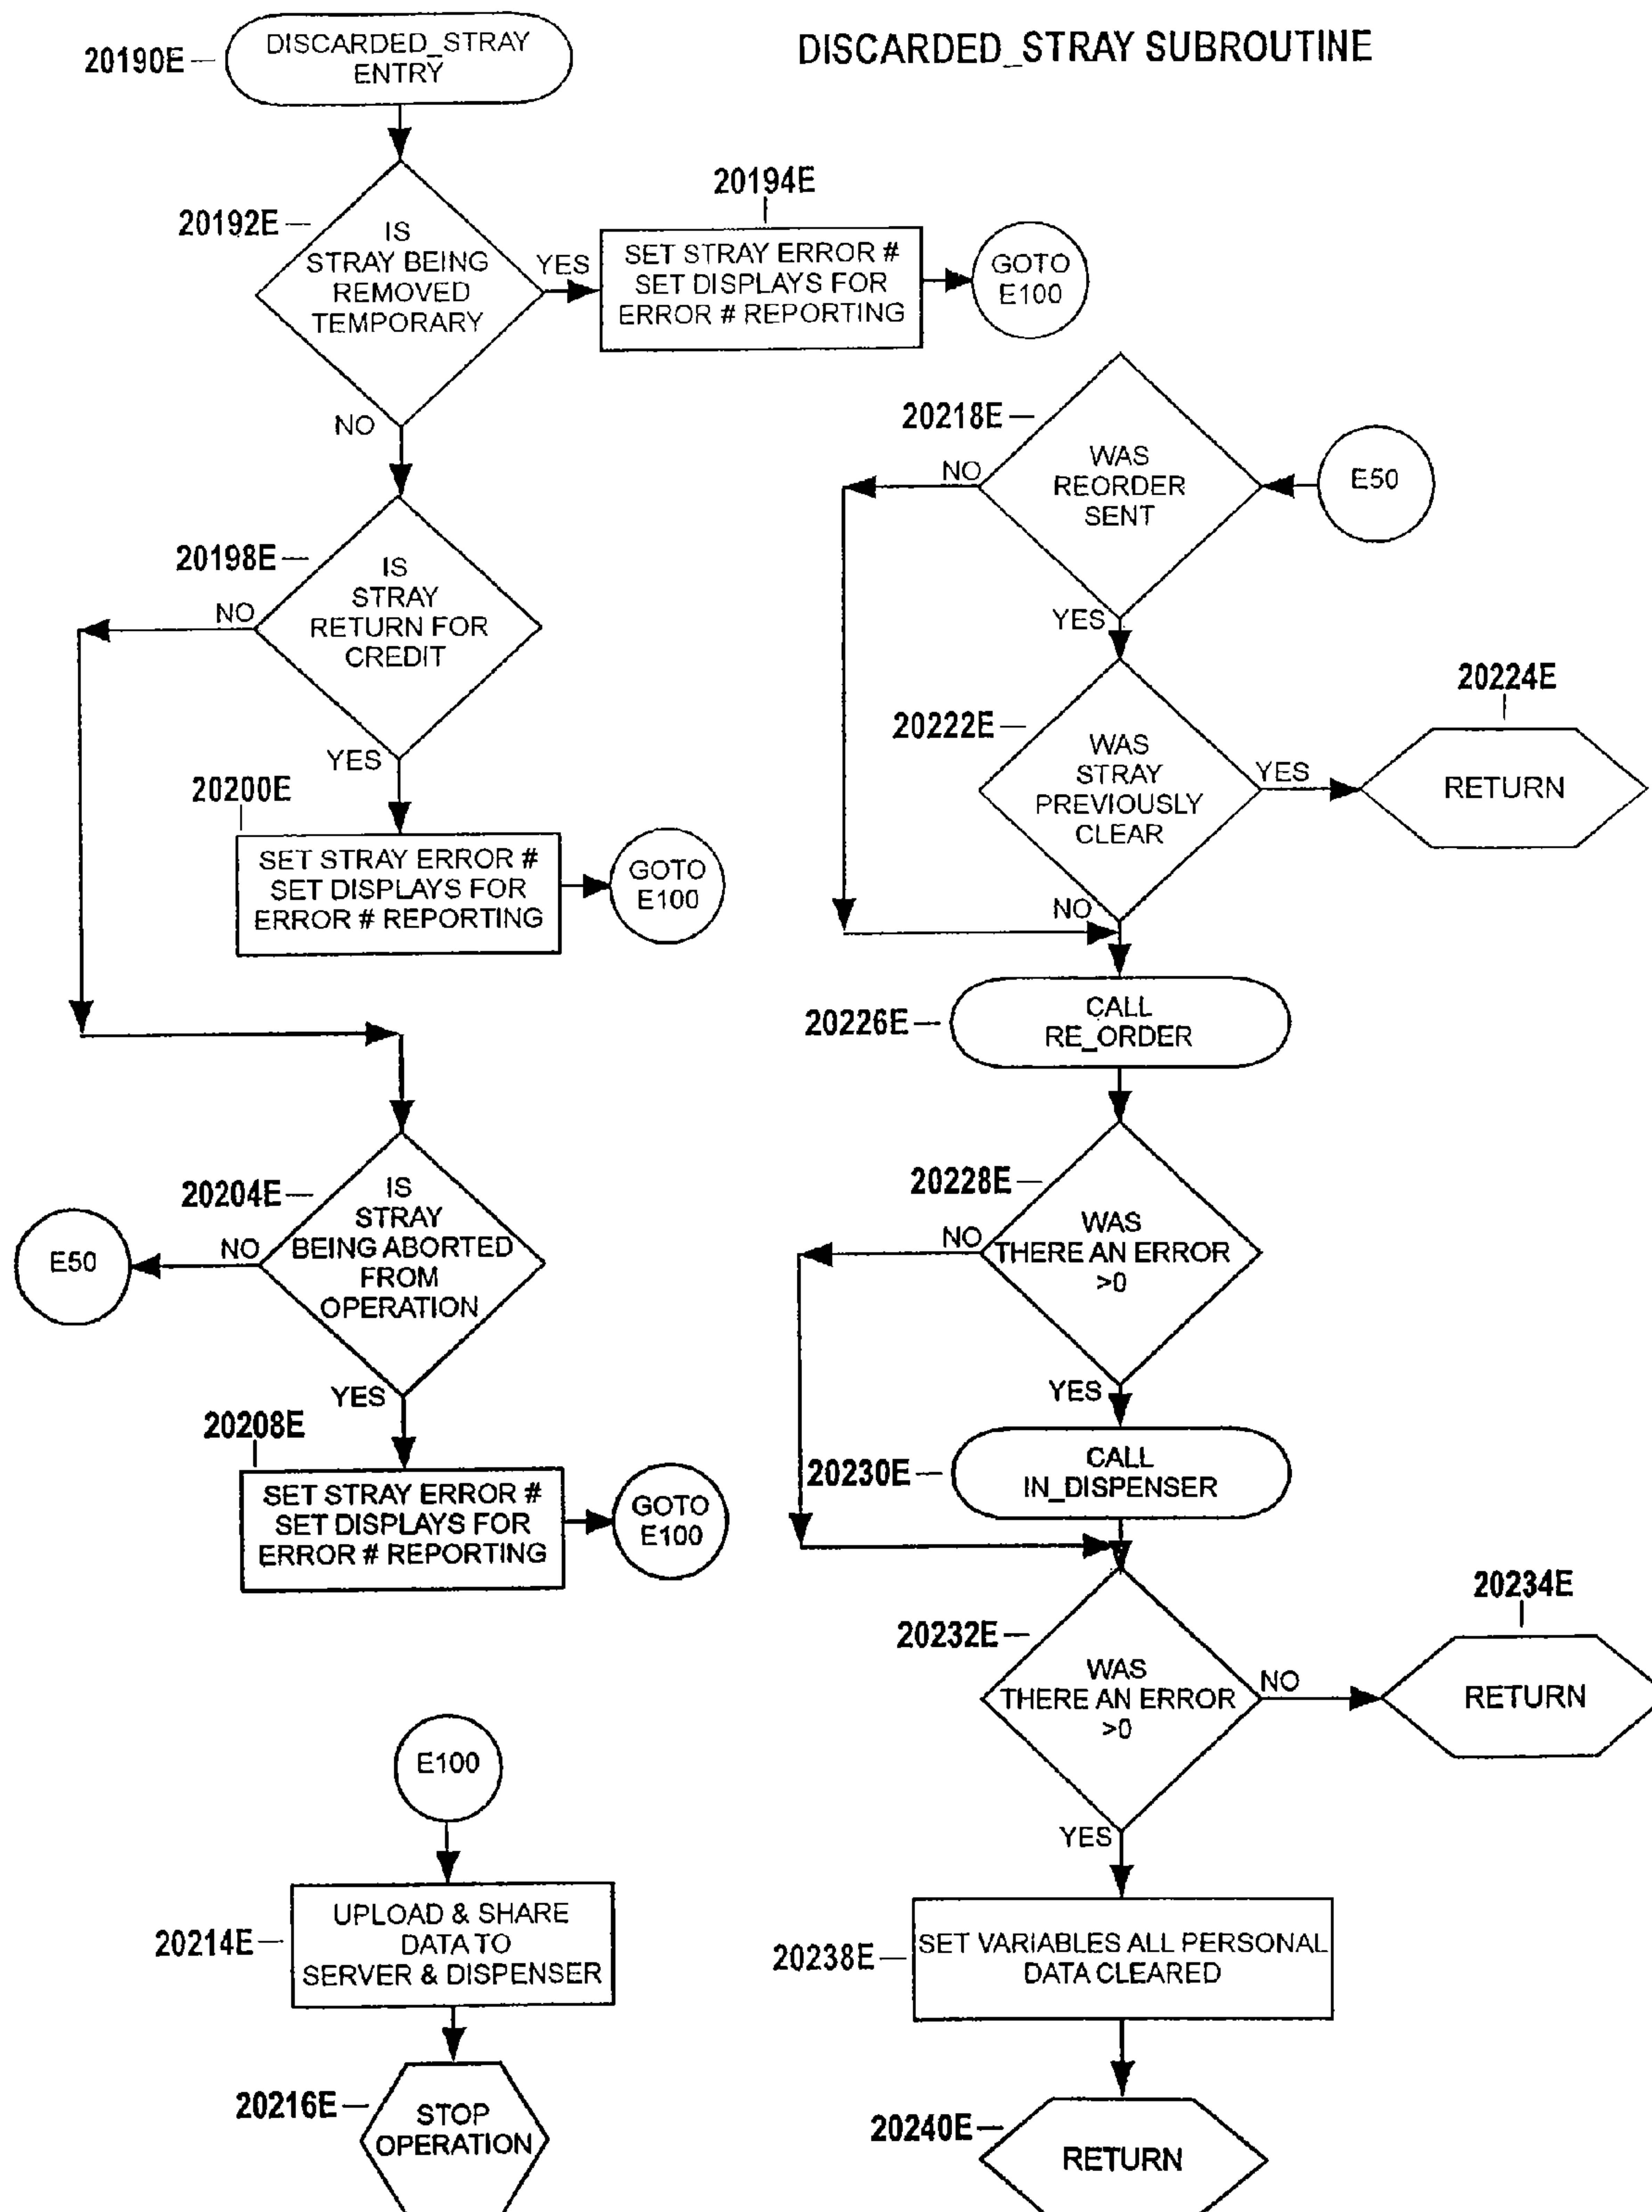 DISCARDED_STRAY SUBROUTINE
20190E
DISCARDED_STRAY
ENTRY
20192E
IS
STRAY BEING
REMOVED
TEMPORARY
YES
NO
20194E
SET STRAY ERROR #
SET DISPLAYS FOR
ERROR # REPORTING
GOTO
E100
20198E
IS
STRAY
RETURN FOR
CREDIT
NO
YES
20200E
SET STRAY ERROR #
SET DISPLAYS FOR
ERROR # REPORTING
GOTO
E100
20204E
IS
STRAY
BEING ABORTED
FROM
OPERATION
NO
E50
YES
20208E
SET STRAY ERROR #
SET DISPLAYS FOR
ERROR # REPORTING
GOTO
E100
E100
20214E
UPLOAD & SHARE
DATA TO
SERVER & DISPENSER
20216E
STOP
OPERATION
E50
20218E
WAS
REORDER
SENT
NO
YES
20222E
WAS
STRAY
PREVIOUSLY
CLEAR
YES
20224E
RETURN
NO
20226E
CALL
RE_ORDER
20228E
WAS
THERE AN ERROR
>0
NO
YES
20230E
CALL
IN_DISPENSER
20232E
WAS
THERE AN ERROR
>0
NO
20234E
RETURN
YES
20238E
SET VARIABLES ALL PERSONAL
DATA CLEARED
20240E
RETURN